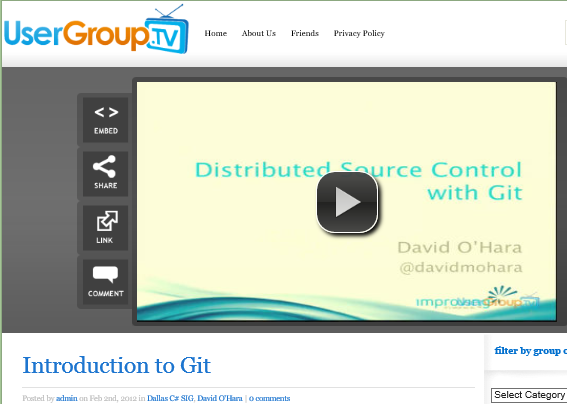 UserGroup.TV
Home About Us Friends Privacy Policy
EMBED
SHARE
LINK
COMMENT
Distributed Source Control
with Git
David O'Hara
@davidmohara
improving
UserGroup.TV
Introduction to Git
Posted by admin on Feb 2nd, 2012 in Dallas C# SIG, David O'Hara | 0 comments
filter by group
Select Category